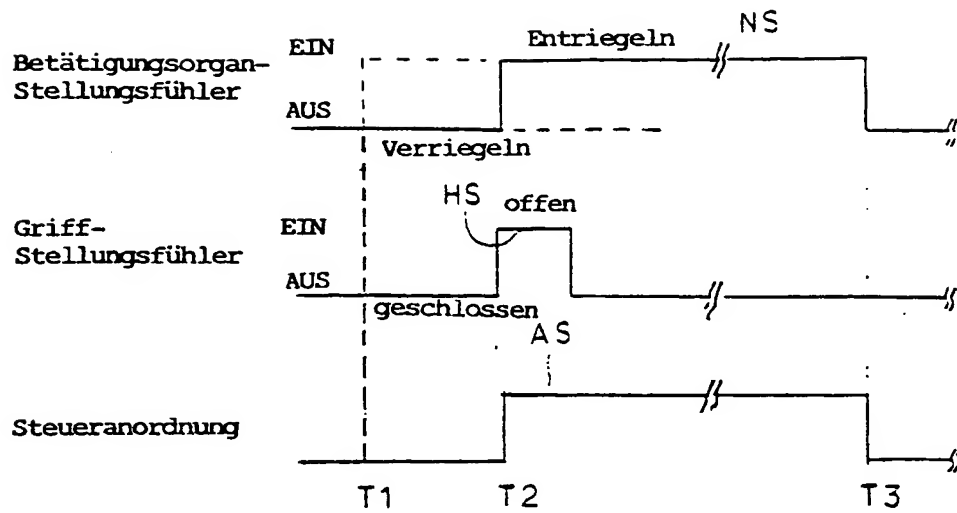 NS
EIN Entriegeln
Betätigungsorgan-
Stellungsfühler
AUS
Verriegeln
HS offen
Griff- EIN
Stellungsfühler
AUS
geschlossen
AS
Steueranordnung
T1 T2 T3